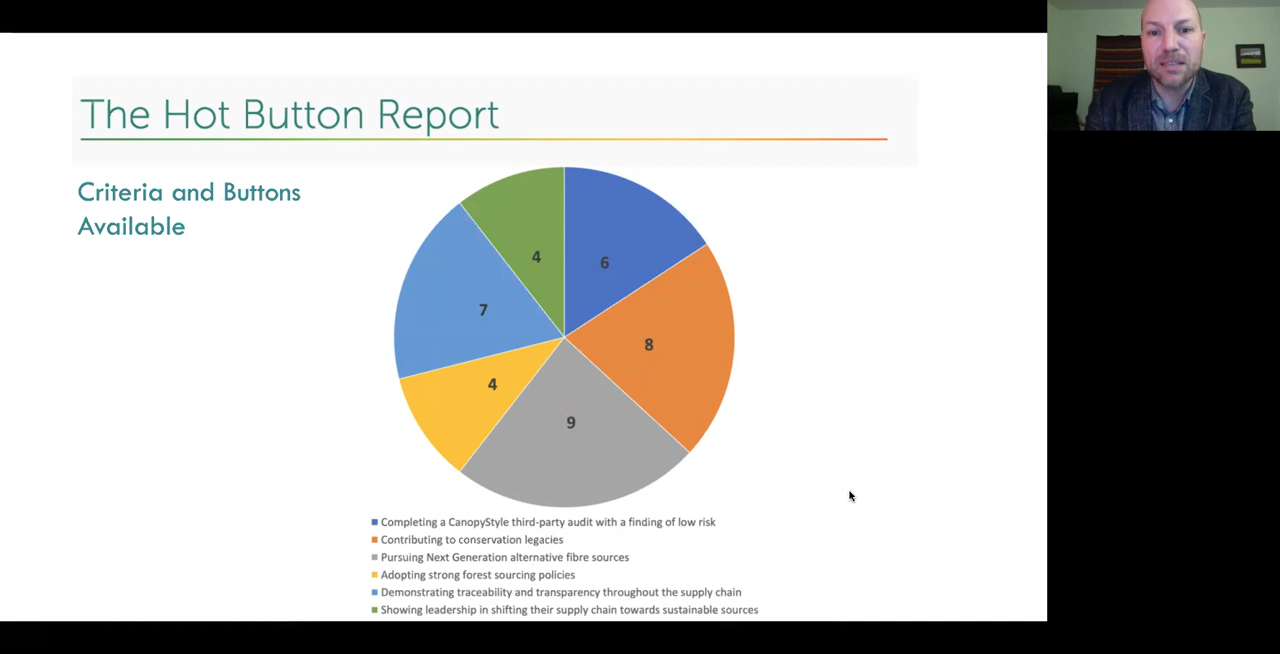 The Hot Button Report
Criteria and Buttons
Available
4
6
7
8
4
9
Completing a CanopyStyle third-party audit with a finding of low risk
Contributing to conservation legacies
Pursuing Next Generation alternative fibre sources
Adopting strong forest sourcing policies
Demonstrating traceability and transparency throughout the supply chain
Showing leadership in shifting their supply chain towards sustainable sources